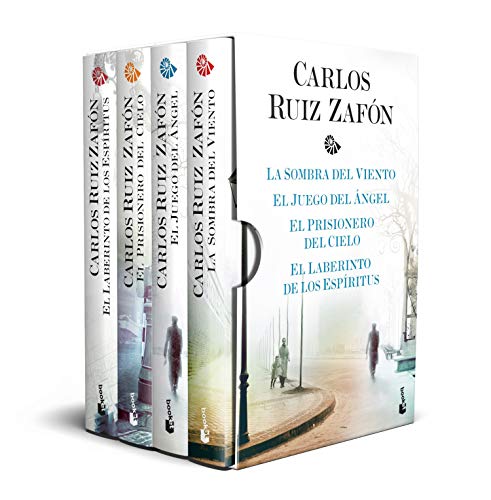 CARLOS RUIZ ZAFÓN
EL LABERINTO DE LOS ESPÍRITUS
booket
CARLOS RUIZ ZAFÓN
EL PRISIONERO DEL CIELO
booket
CARLOS RUIZ ZAFÓN
EL JUEGO DEL ÁNGEL
booket
CARLOS RUIZ ZAFÓN
LA SOMBRA DEL VIENTO
booket
CARLOS
RUIZ ZAFÓN
LA SOMBRA DEL VIENTO
EL JUEGO DEL ÁNGEL
EL PRISIONERO
DEL CIELO
EL LABERINTO
DE LOS ESPÍRITUS
booket